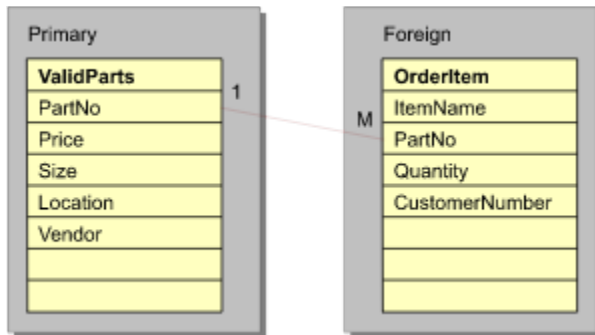 Primary
ValidParts
PartNo
Price
Size
Location
Vendor
1
M
Foreign
OrderItem
ItemName
PartNo
Quantity
CustomerNumber